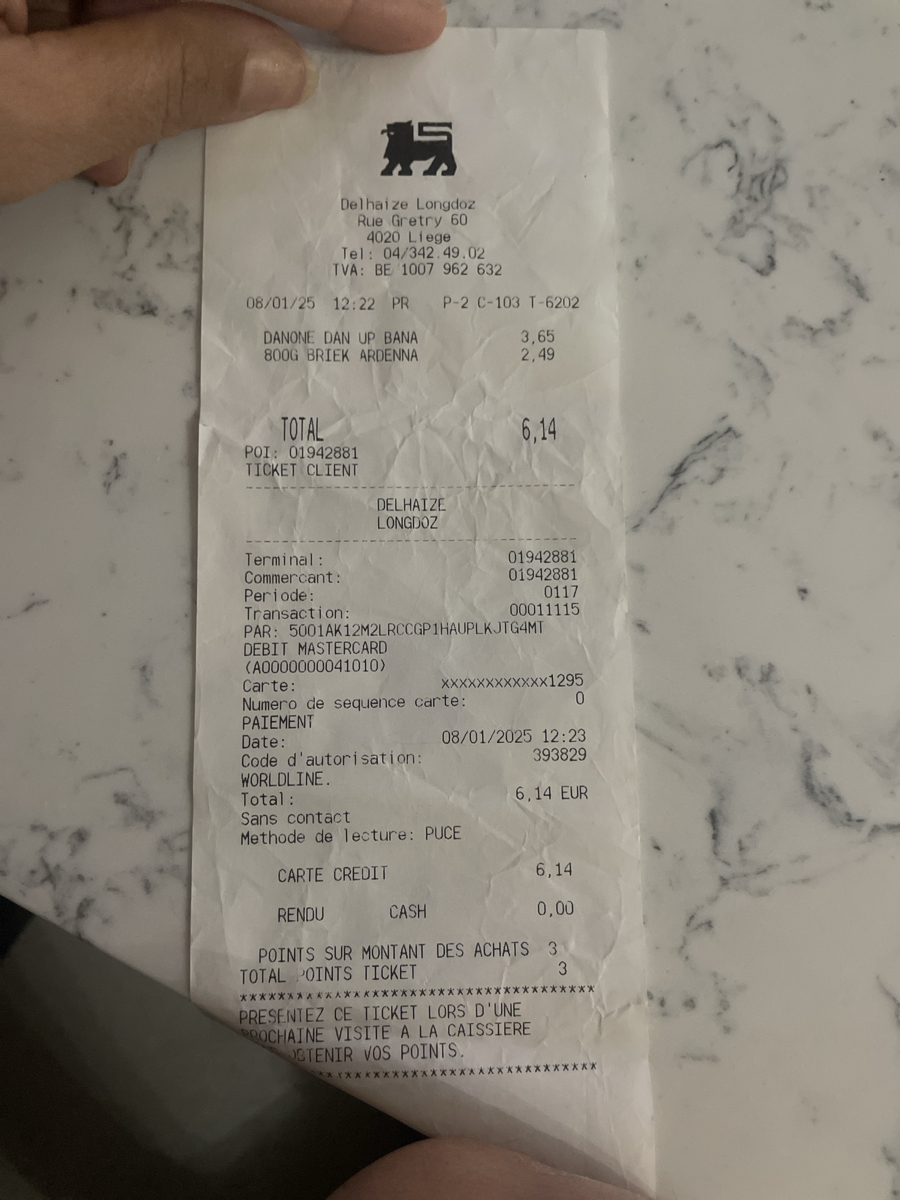 Delhaize Longdoz
Rue Gretry 60
4020 Liege
Tel: 04/342.49.02
TVA: BE 1007 962 632
08/01/25 12:22 PR P-2 C-103 T-6202
DANONE DAN UP BANA 3,65
800G BRIEK ARDENNA 2,49
TOTAL 6,14
POI: 01942881
TICKET CLIENT
DELHAIZE
LONGDOZ
Terminal: 01942881
Commercant: 01942881
Periode: 0117
Transaction: 00011115
PAR: 5001AK12M2LRCCGP1HAUPLKJTG4MT
DEBIT MASTERCARD
(A0000000041010)
Carte: xxxxxxxxxxxx1295
Numero de sequence carte: 0
PAIEMENT
Date: 08/01/2025 12:23
Code d'autorisation: 393829
WORLDLINE.
Total: 6,14 EUR
Sans contact
Methode de lecture: PUCE
CARTE CREDIT 6,14
RENDU CASH 0,00
POINTS SUR MONTANT DES ACHATS 3
TOTAL POINTS TICKET 3
***************************************
PRESENTEZ CE TICKET LORS D'UNE
PROCHAINE VISITE A LA CAISSIERE
OBTENIR VOS POINTS.